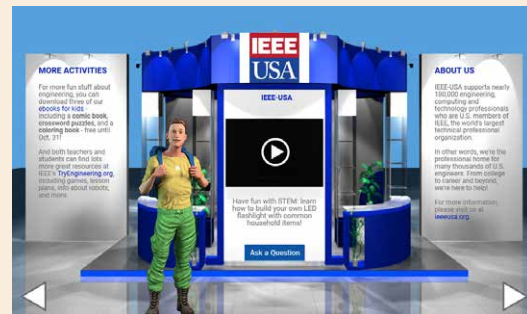 MORE ACTIVITIES
For more fun stuff about
engineering, you can
download three of our
ebooks for kids -
including a comic book,
crossword puzzles, and a
coloring book - free until
Oct. 31!
And both teachers and
students can find lots
more great resources at
IEEE's TryEngineering.org,
including games, lesson
plans, info about robots,
and more.
IEEE
USA
IEEE-USA
Have fun with STEM: learn
how to build your own LED
flashlight with common
household items!
Ask a Question
ABOUT US
IEEE-USA supports nearly
180,000 engineering,
computing and
technology professionals
who are U.S. members of
IEEE, the world's largest
technical professional
organization.
In other words, we're the
professional home for
many thousands of U.S.
engineers. From college
to career and beyond,
we're here to help!
For more information,
please visit us at
ieeeusa.org.